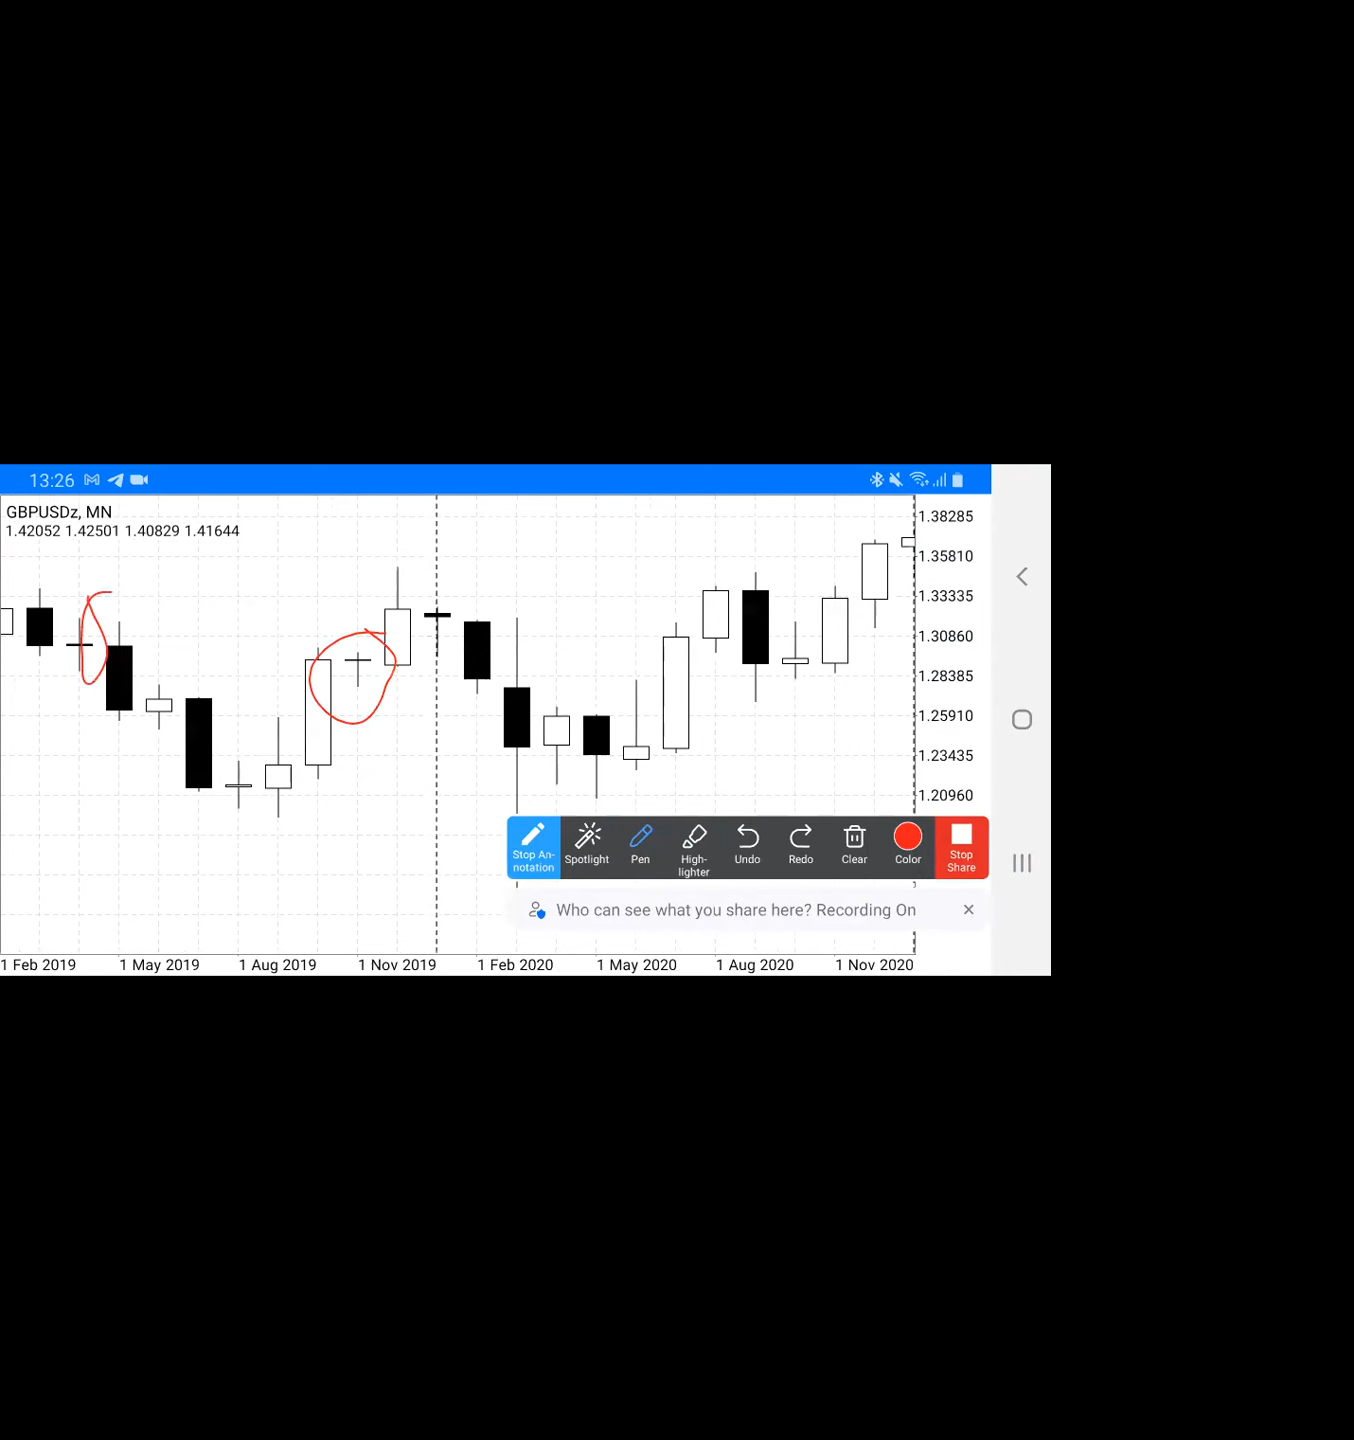 13:26
GBPUSDz, MN
1.42052 1.42501 1.40829 1.41644
1.38285
1.35810
1.33335
1.30860
1.28385
1.25910
1.23435
1.20960
Stop An-
notation
Spotlight
Pen
High-
lighter
Undo
Redo
Clear
Color
Stop
Share
Who can see what you share here? Recording On
1 Feb 2019
1 May 2019
1 Aug 2019
1 Nov 2019
1 Feb 2020
1 May 2020
1 Aug 2020
1 Nov 2020